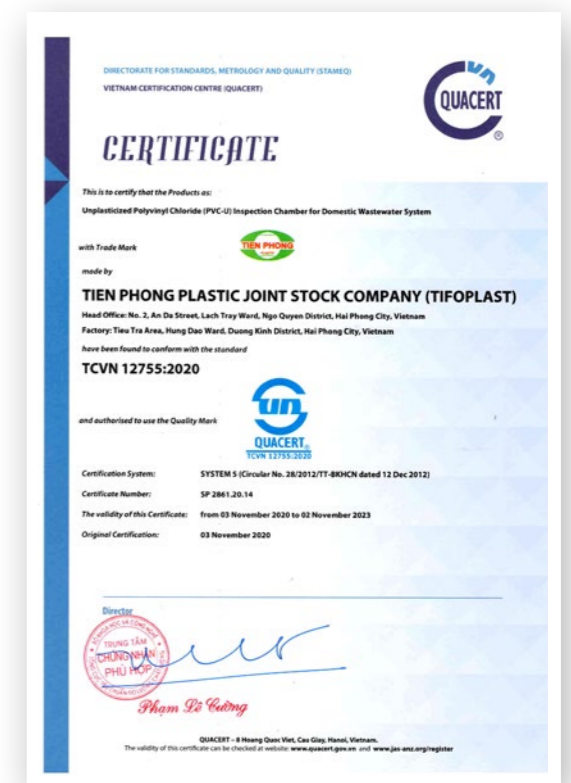 DIRECTORATE FOR STANDARDS, METROLOGY AND QUALITY (STAMEQ)
VIETNAM CERTIFICATION CENTRE (QUACERT)
QUACERT
®
CERTIFICATE
This is to certify that the Products as:
Unplasticized Polyvinyl Chloride (PVC-U) Inspection Chamber for Domestic Wastewater System
with Trade Mark
TIEN PHONG
made by
TIEN PHONG PLASTIC JOINT STOCK COMPANY (TIFOPLAST)
Head Office: No. 2, An Da Street, Lach Tray Ward, Ngo Quyen District, Hai Phong City, Vietnam
Factory: Tieu Tra Area, Hung Dao Ward, Duong Kinh District, Hai Phong City, Vietnam
have been found to conform with the standard
TCVN 12755:2020
and authorised to use the Quality Mark
QUACERT®
TCVN 12755:2020
Certification System: SYSTEM 5 (Circular No. 28/2012/TT-BKHCN dated 12 Dec 2012)
Certificate Number: SP 2861.20.14
The validity of this Certificate: from 03 November 2020 to 02 November 2023
Original Certification: 03 November 2020
Director
TRUNG TÂM
CHỨNG NHẬN
PHÙ HỢP
Phạm Lê Cường
QUACERT – 8 Hoang Quoc Viet, Cau Giay, Hanoi, Vietnam.
The validity of this certificate can be checked at website: www.quacert.gov.vn and www.jas-anz.org/register